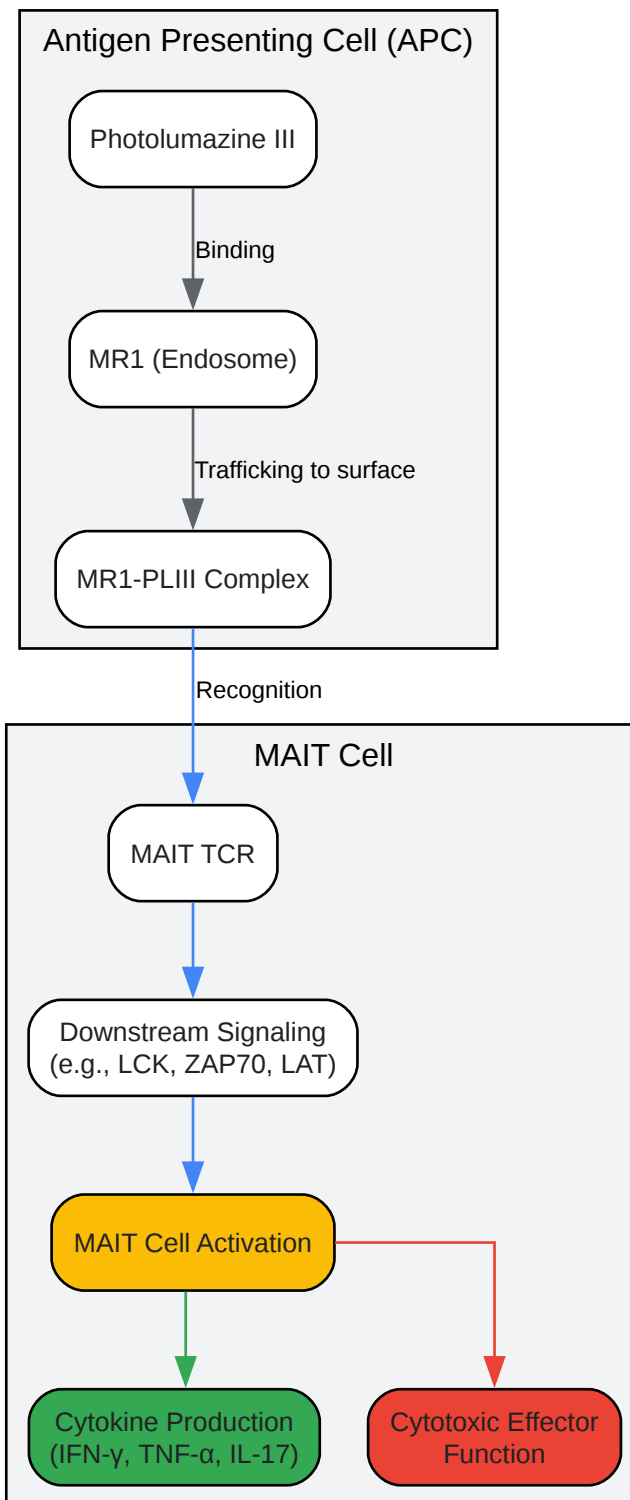 Antigen Presenting Cell (APC)
Photolumazine III
Binding
MR1 (Endosome)
Trafficking to surface
MR1-PLIII Complex
Recognition
MAIT Cell
MAIT TCR
Downstream Signaling
(e.g., LCK, ZAP70, LAT)
MAIT Cell Activation
Cytokine Production
(IFN-γ, TNF-α, IL-17)
Cytotoxic Effector
Function